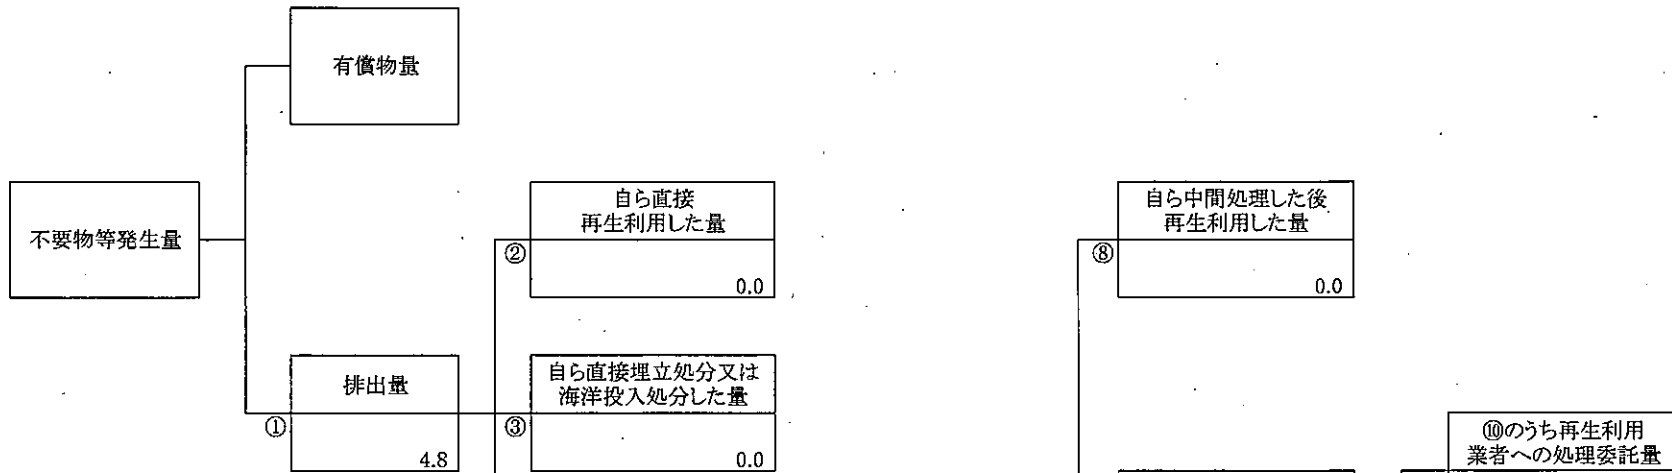 有償物量
不要物等発生量
自ら直接
再生利用した量
②
0.0
自ら中間処理した後
再生利用した量
⑧
0.0
排出量
①
4.8
自ら直接埋立処分又は
海洋投入処分した量
③
0.0
⑩のうち再生利用
業者への処理委託量